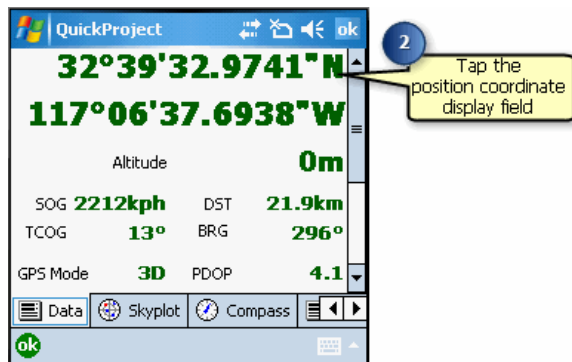 QuickProject ok
32°39'32.9741"N
117°06'37.6938"W
Altitude 0m
SOG 2212kph DST 21.9km
TCOG 13° BRG 296°
GPS Mode 3D PDOP 4.1
Data Skyplot Compass
ok
2
Tap the
position coordinate
display field